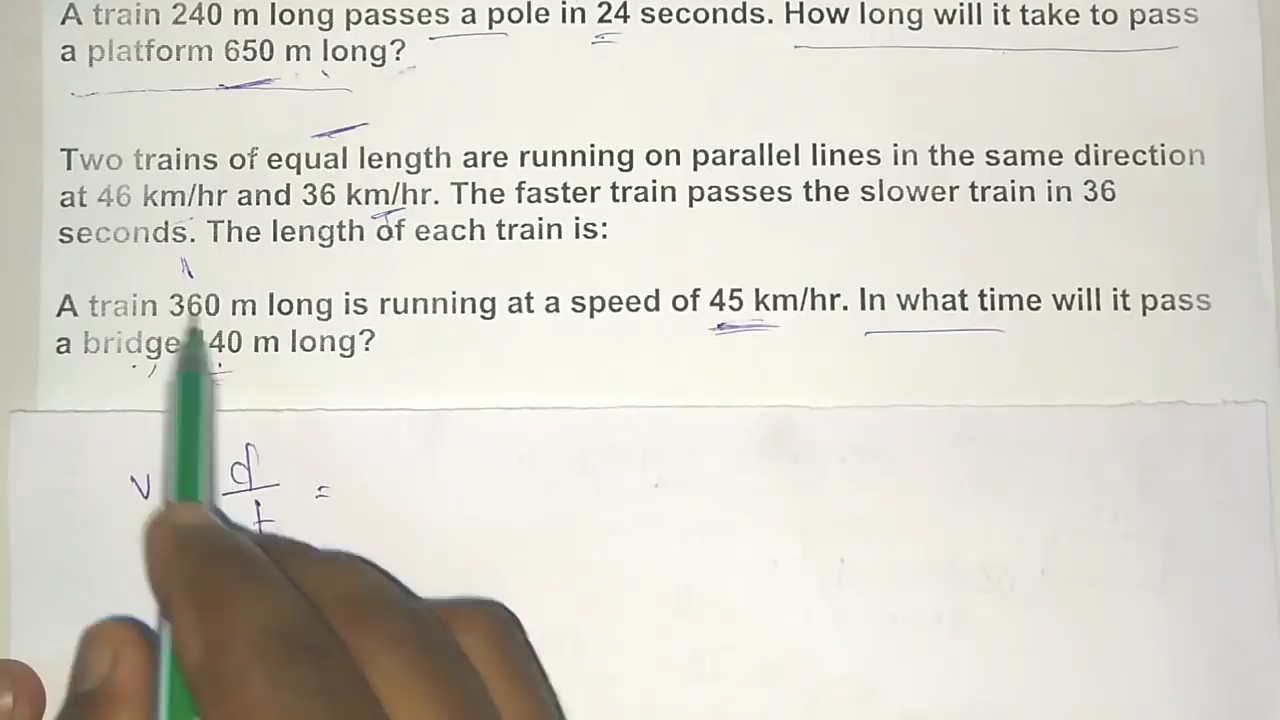 A train 240 m long passes a pole in 24 seconds. How long will it take to pass
a platform 650 m long?
Two trains of equal length are running on parallel lines in the same direction
at 46 km/hr and 36 km/hr. The faster train passes the slower train in 36
seconds. The length of each train is:
A train 360 m long is running at a speed of 45 km/hr. In what time will it pass
a bridge 40 m long?
v d/t =